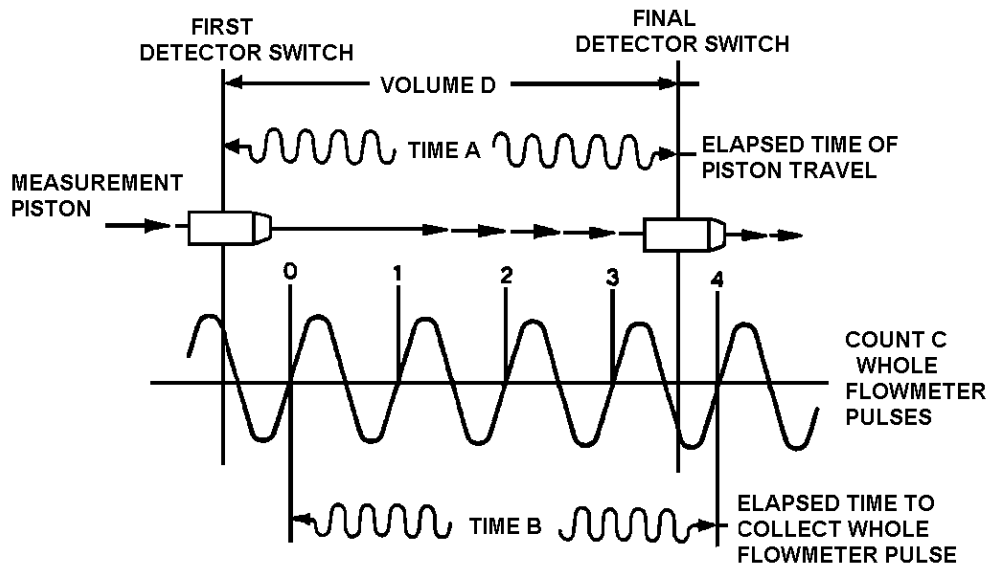 FIRST
DETECTOR SWITCH
FINAL
DETECTOR SWITCH
VOLUME D
TIME A
ELAPSED TIME OF
PISTON TRAVEL
MEASUREMENT
PISTON
0
1
2
3
4
COUNT C
WHOLE
FLOWMETER
PULSES
TIME B
ELAPSED TIME TO
COLLECT WHOLE
FLOWMETER PULSE